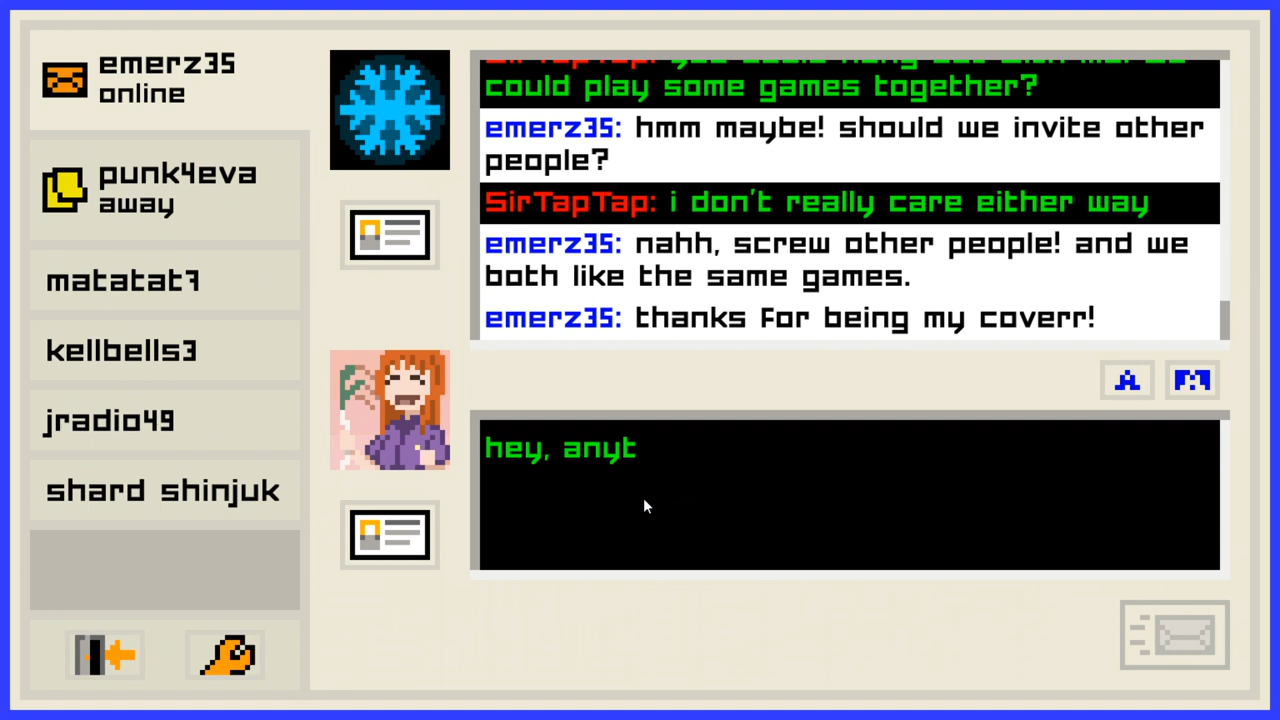 emerz35
online
punk4eva
away
matatat7
kellbells3
jradio49
shard shinjuk
could play some games together?
emerz35: hmm maybe! should we invite other
people?
SirTapTap: i don't really care either way
emerz35: nahh, screw other people! and we
both like the same games.
emerz35: thanks for being my coverr!
A
hey, anyt